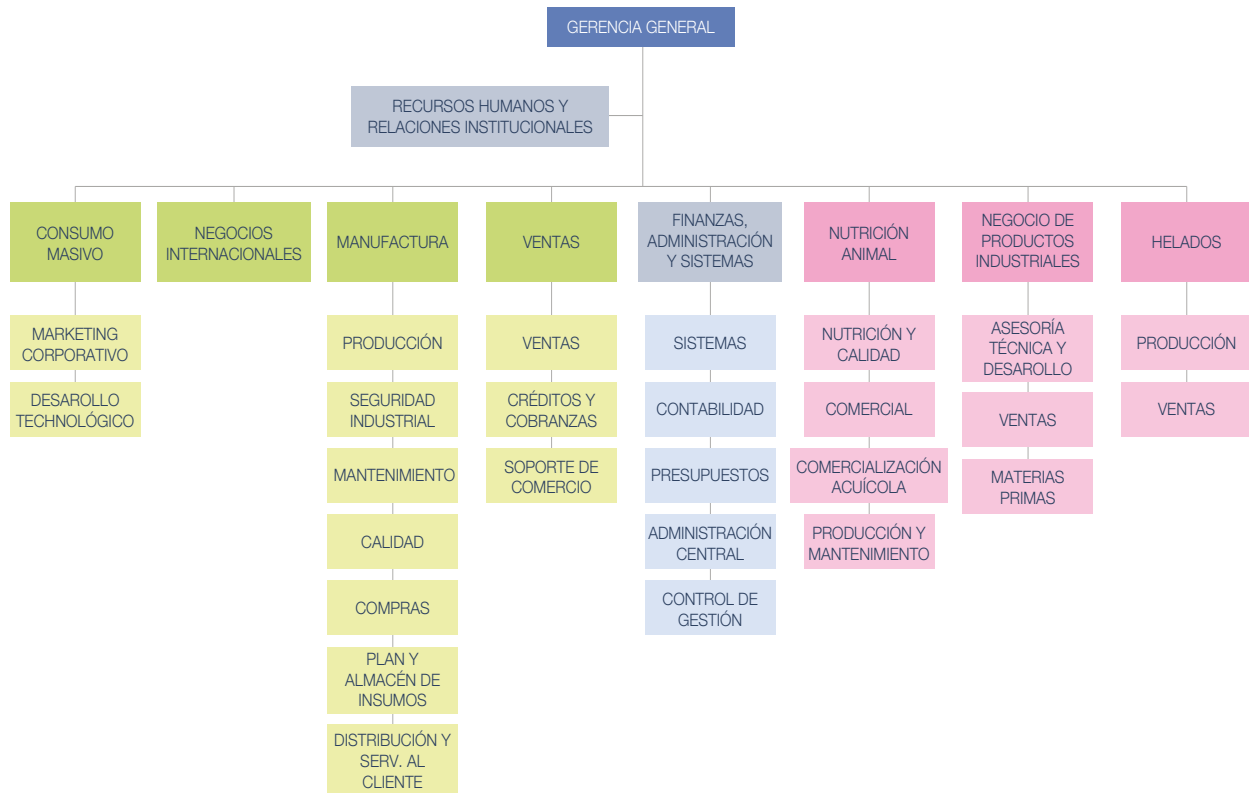 GERENCIA GENERAL
RECURSOS HUMANOS Y
RELACIONES INSTITUCIONALES
CONSUMO
MASIVO
NEGOCIOS
INTERNACIONALES
MANUFACTURA
VENTAS
FINANZAS,
ADMINISTRACIÓN
Y SISTEMAS
NUTRICIÓN
ANIMAL
NEGOCIO DE
PRODUCTOS
INDUSTRIALES
HELADOS
MARKETING
CORPORATIVO
DESAROLLO
TECHNOLÓGICO
PRODUCCIÓN
SEGURIDAD
INDUSTRIAL
MANTENIMIENTO
CALIDAD
COMPRAS
PLAN Y
ALMACÉN DE
INSUMOS
DISTRIBUCIÓN Y
SERV. AL
CLIENTE
VENTAS
CRÉDITOS Y
COBRANZAS
SOPORTE DE
COMERCIO
SISTEMAS
CONTABILIDAD
PRESUPUESTOS
ADMINISTRACIÓN
CENTRAL
CONTROL DE
GESTIÓN
NUTRICIÓN Y
CALIDAD
COMERCIAL
COMERCIALIZACIÓN
ACUÍCOLA
PRODUCCIÓN Y
MANTENIMIENTO
ASESORÍA
TÉCNICA Y
DESAROLLO
VENTAS
MATERIAS
PRIMAS
PRODUCCIÓN
VENTAS